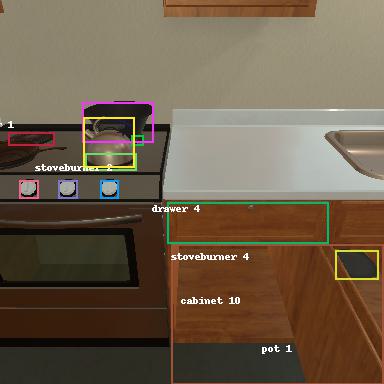 1
stoveburner 2
drawer 4
stoveburner 4
cabinet 10
pot 1